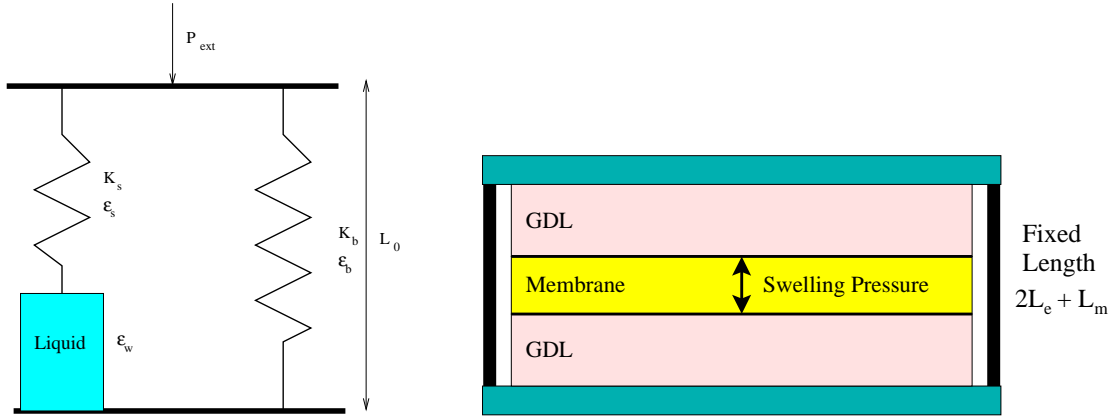 P ext
K s
ε s
K b
ε b
L 0
Liquid
ε w
GDL
Membrane
Swelling Pressure
GDL
Fixed
Length
2L e + L m